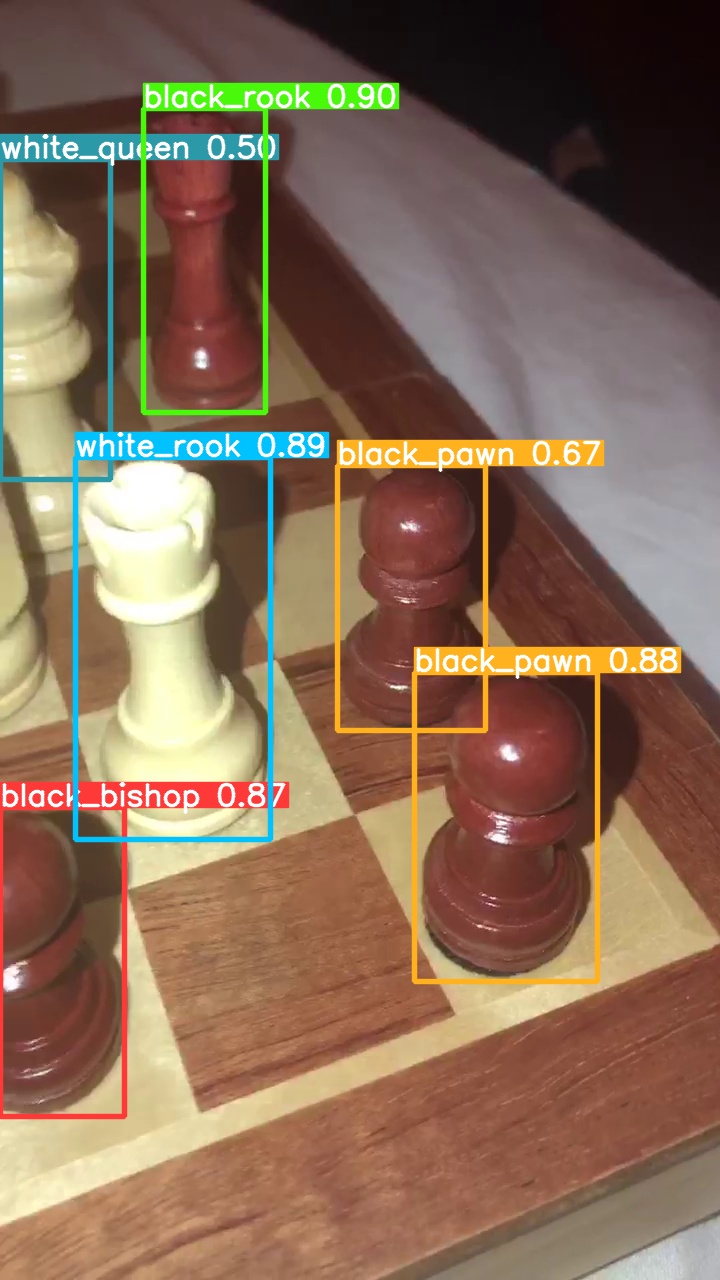 black_rook 0.90
white_queen 0.50
white_rook 0.89
black_pawn 0.67
black_pawn 0.88
black_bishop 0.87